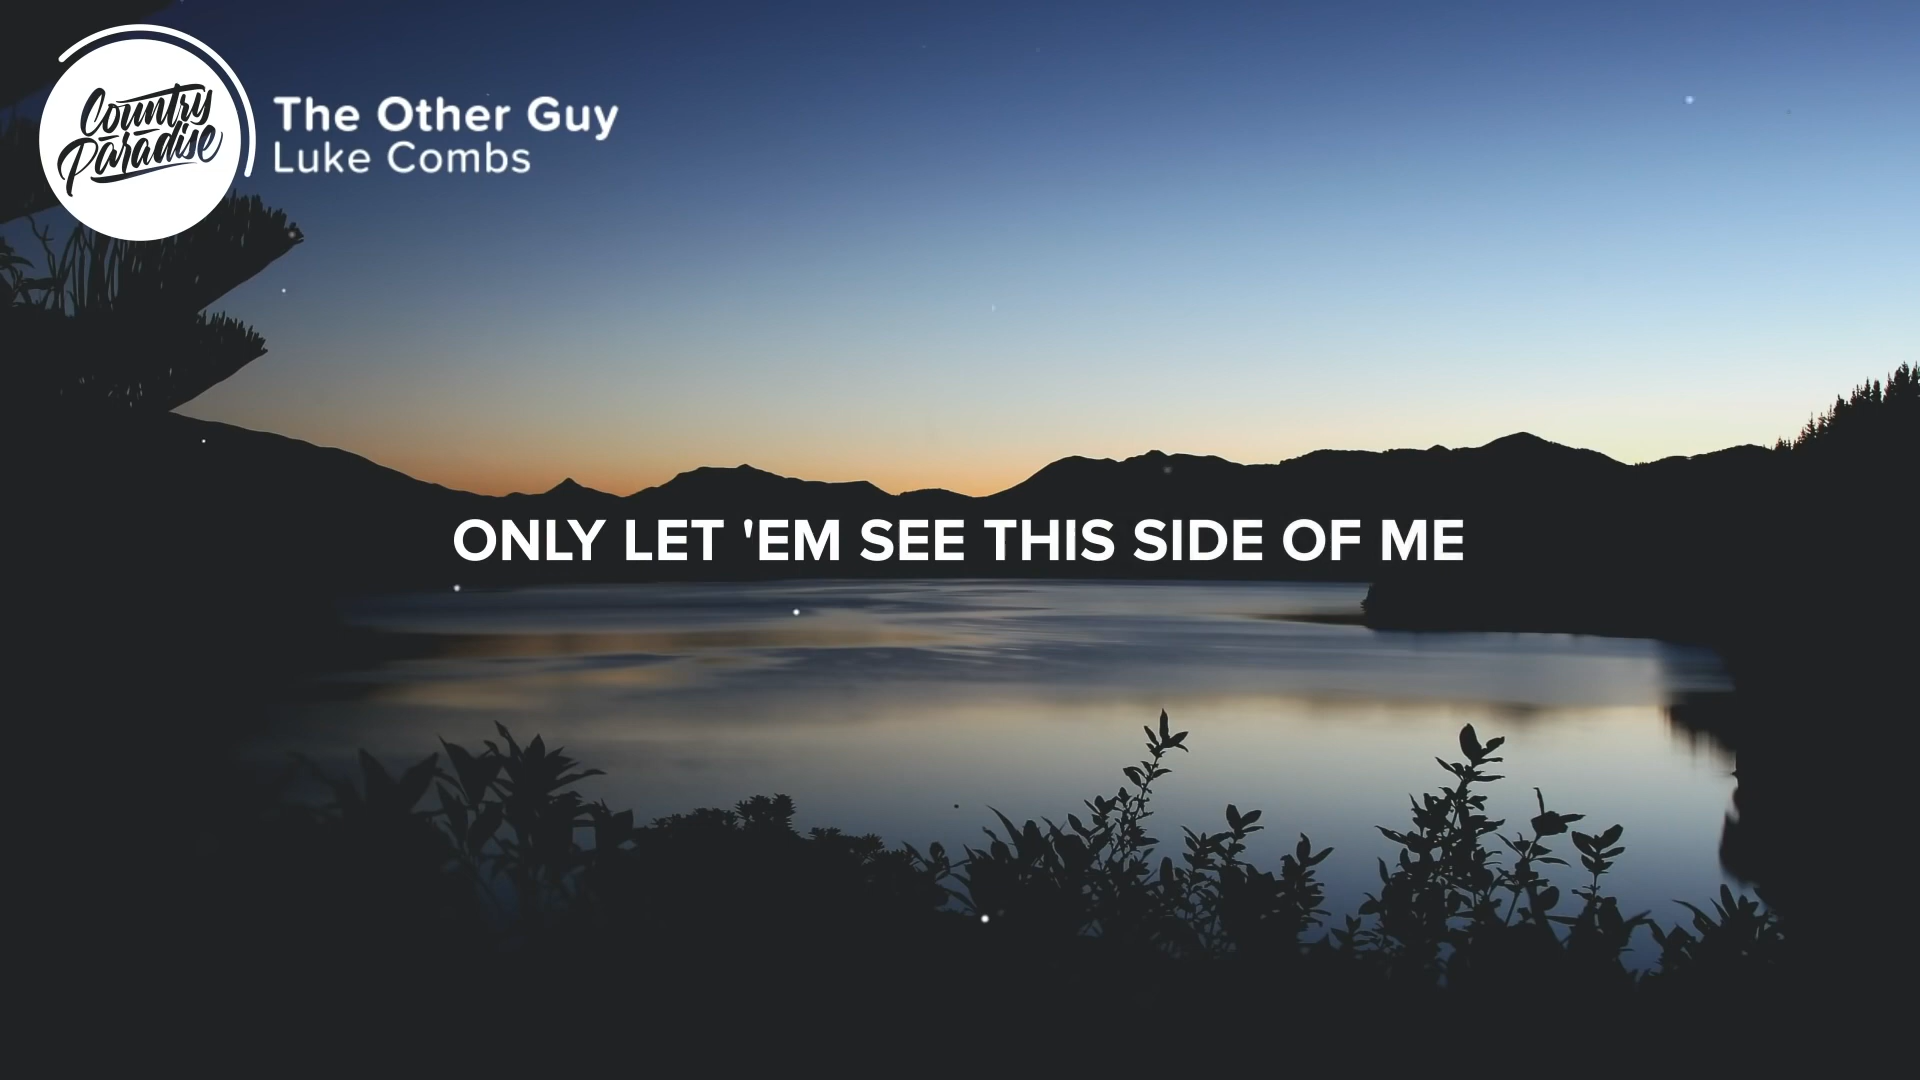 Country
Paradise
The Other Guy
Luke Combs
ONLY LET 'EM SEE THIS SIDE OF ME